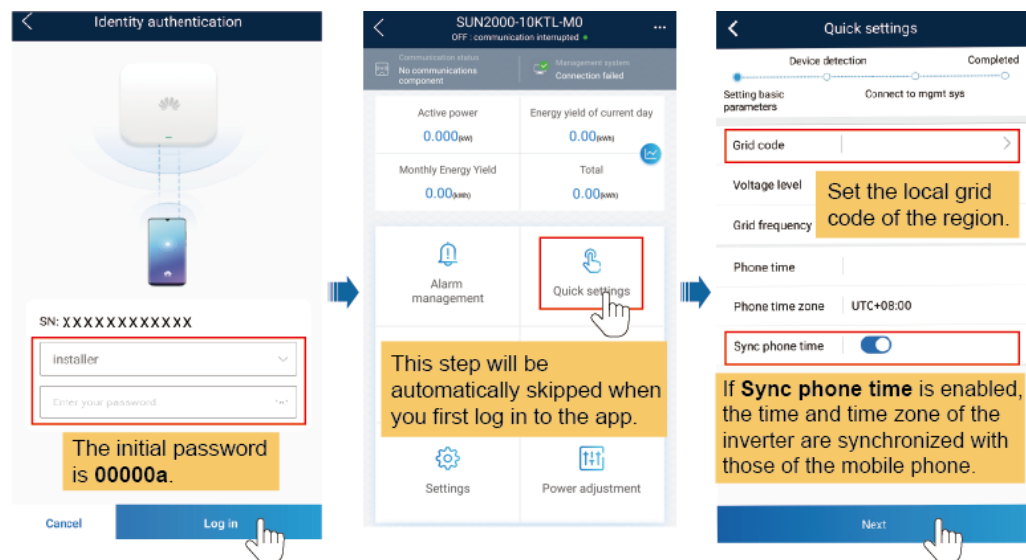 Identity authentication
SN: XXXXXXXXXXXX
installer
Enter your password.
The initial password
is 00000a.
Cancel
Log in
SUN2000-10KTL-M0
OFF : communication interrupted
Communication status
No communications
component
Management system
Connection failed
Active power
0.000(kW)
Energy yield of current day
0.00(kWh)
Monthly Energy Yield
0.00(kWh)
Total
0.00(kWh)
Alarm
management
Quick settings
This step will be
automatically skipped when
you first log in to the app.
Settings
Power adjustment
Quick settings
Device detection
Completed
Setting basic
parameters
Connect to mgmt sys
Grid code
Voltage level
Grid frequency
Set the local grid
code of the region.
Phone time
Phone time zone
UTC+08:00
Sync phone time
If Sync phone time is enabled,
the time and time zone of the
inverter are synchronized with
those of the mobile phone.
Next